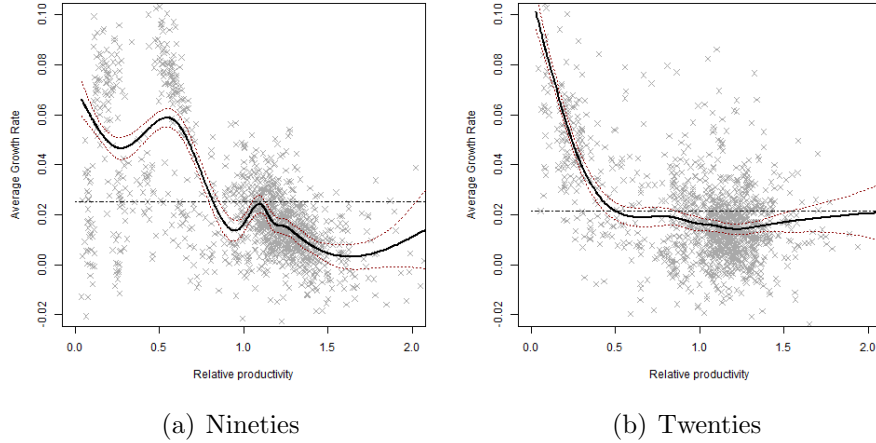 0.10
0.08
0.06
0.04
0.02
0.00
-0.02
Average Growth Rate
0.0 0.5 1.0 1.5 2.0
Relative productivity
(a) Nineties
0.10
0.08
0.06
0.04
0.02
0.00
-0.02
Average Growth Rate
0.0 0.5 1.0 1.5 2.0
Relative productivity
(b) Twenties